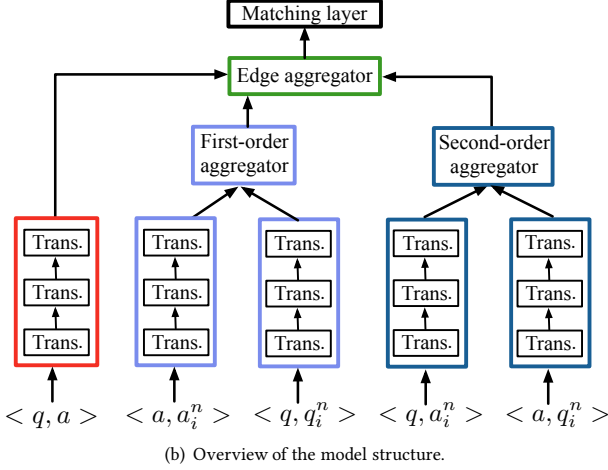 Matching layer
Edge aggregator
First-order
aggregator
Second-order
aggregator
Trans. Trans. Trans. Trans. Trans.
Trans. Trans. Trans. Trans. Trans.
Trans. Trans. Trans. Trans. Trans.
< q, a > < a, a_i^n > < q, q_i^n > < q, a_i^n > < a, q_i^n >
(b) Overview of the model structure.